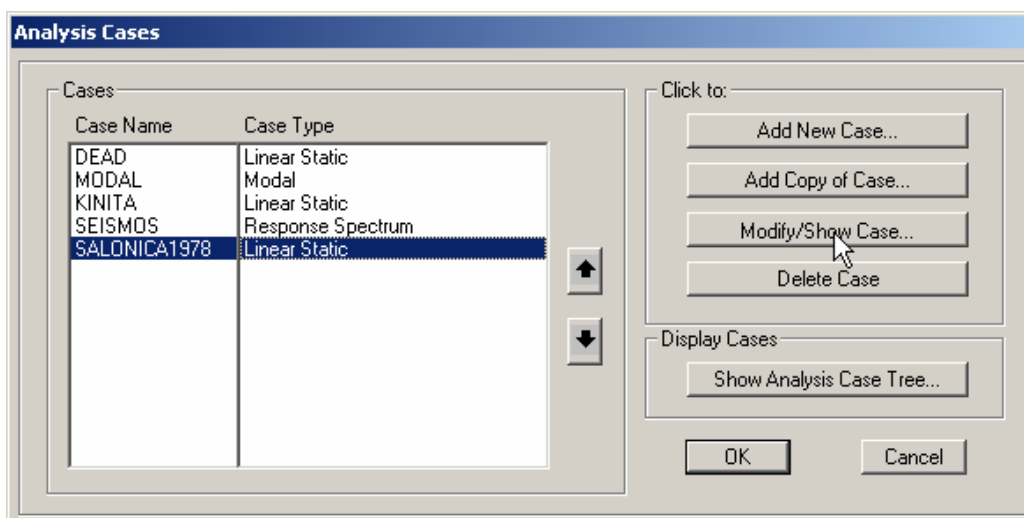 Analysis Cases
Cases
Case Name Case Type
DEAD Linear Static
MODAL Modal
KINITA Linear Static
SEISMOS Response Spectrum
SALONICA1978 Linear Static
Click to:
Add New Case...
Add Copy of Case...
Modify/Show Case...
Delete Case
Display Cases
Show Analysis Case Tree...
OK Cancel